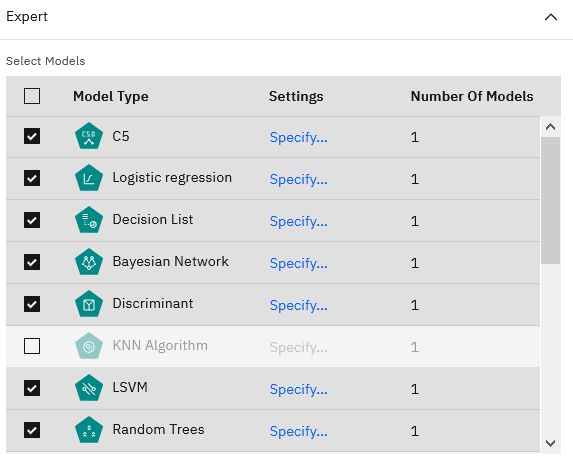 Expert
Select Models
Model Type Settings Number Of Models
C5.0 C5 Specify... 1
Logistic regression Specify... 1
Decision List Specify... 1
Bayesian Network Specify... 1
Discriminant Specify... 1
KNN Algorithm Specify... 1
LSVM Specify... 1
Random Trees Specify... 1